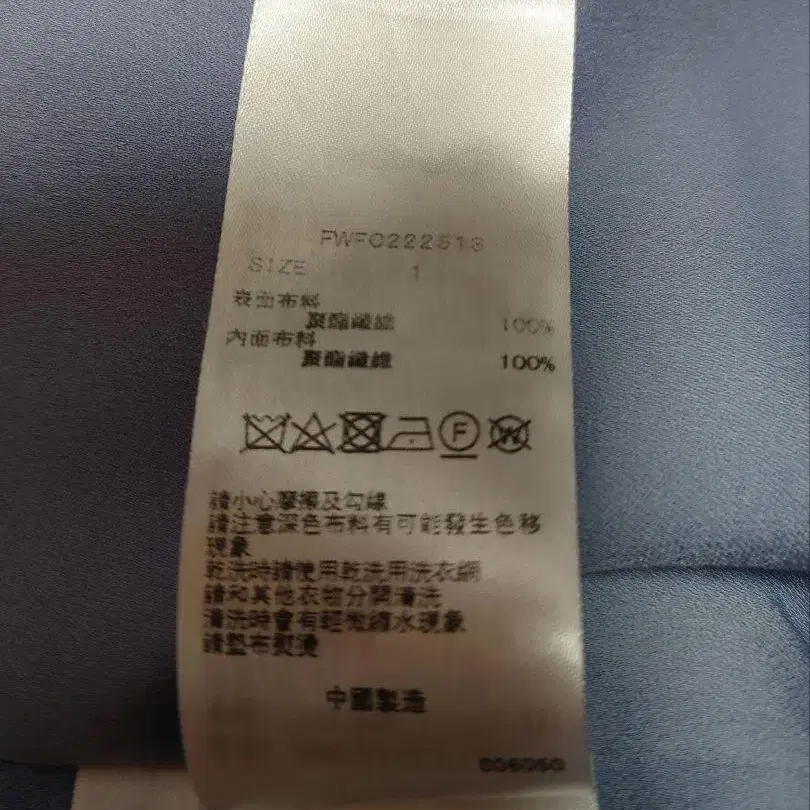 FWFC222513
SIZE 1
表面布料
聚酯纖維 100%
內面布料
聚酯纖維 100%
F
W
請小心摩擦及勾線
請注意深色布料有可能發生色移
現象
乾洗時請使用乾洗用洗衣網
請和其他衣物分開清洗
清洗時會有輕微縮水現象
請墊布熨燙
中國製造
006060